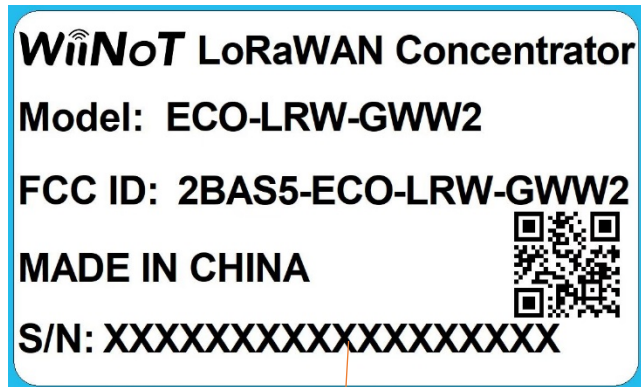 WiiNoT LoRaWAN Concentrator
Model: ECO-LRW-GWW2
FCC ID: 2BAS5-ECO-LRW-GWW2
MADE IN CHINA
S/N: XXXXXXXXXXXXXXXXXXX